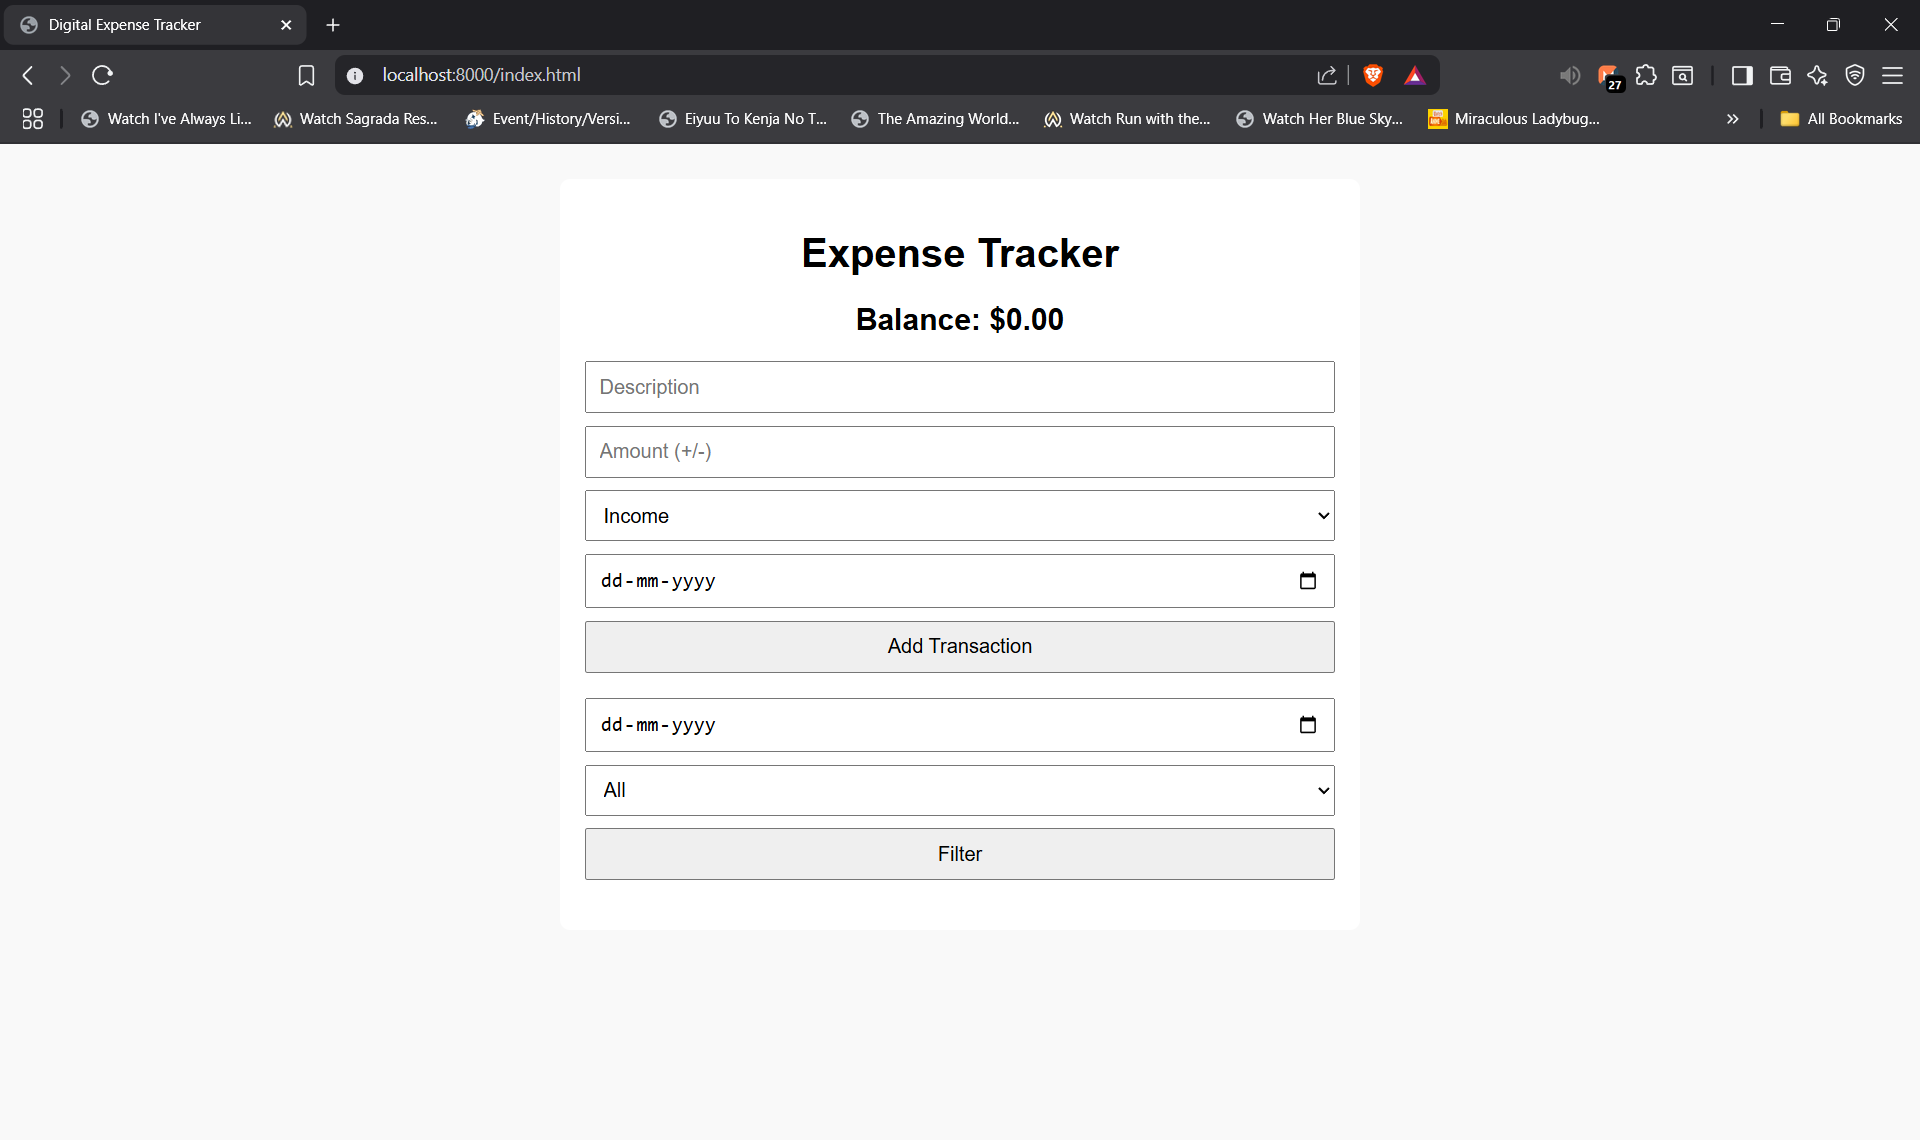 Digital Expense Tracker
localhost:8000/index.html
27
Watch I've Always Li... Watch Sagrada Res... Event/History/Versi... Eiyuu To Kenja No T... The Amazing World... Watch Run with the... Watch Her Blue Sky... Miraculous Ladybug... All Bookmarks
Expense Tracker
Balance: $0.00
Description
Amount (+/-)
Income
dd-mm-yyyy
Add Transaction
dd-mm-yyyy
All
Filter